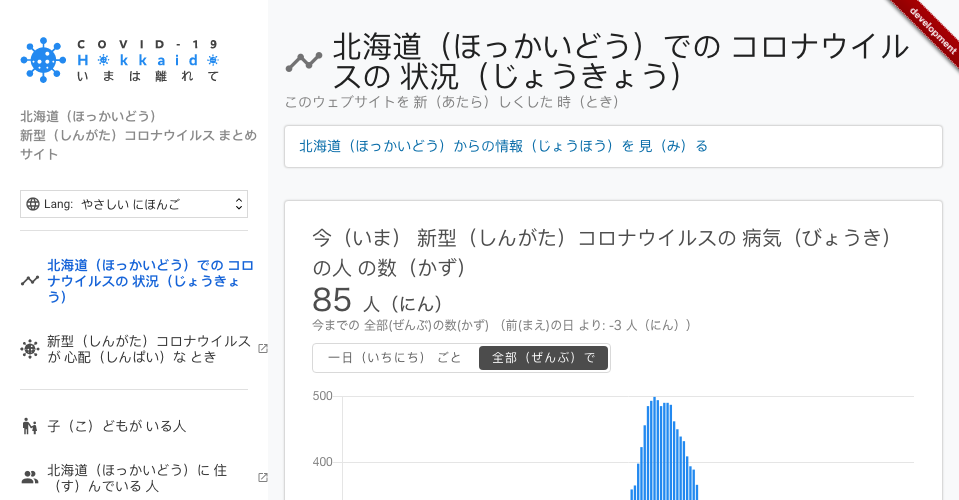 COVID-19
Hokkaido
いまは離れて
北海道（ほっかいどう）
新型（しんがた）コロナウイルス まとめ
サイト
Lang: やさしい にほんご
北海道（ほっかいどう）での コロ
ナウイルスの 状況（じょうきょ
う）
新型（しんがた）コロナウイルス
が 心配（しんぱい）な とき
子（こ）どもが いる人
北海道（ほっかいどう）に 住
（す）んでいる 人
development
北海道（ほっかいどう）での コロナウイル
スの 状況（じょうきょう）
このウェブサイトを 新（あたら）しくした 時（とき）
北海道（ほっかいどう）からの情報（じょうほう）を 見（み）る
今（いま） 新型（しんがた）コロナウイルスの 病気（びょうき）
の人 の数（かず）
85 人（にん）
今までの 全部(ぜんぶ)の数(かず) （前(まえ)の日 より: -3 人（にん））
一日（いちにち） ごと
全部（ぜんぶ）で
500
400